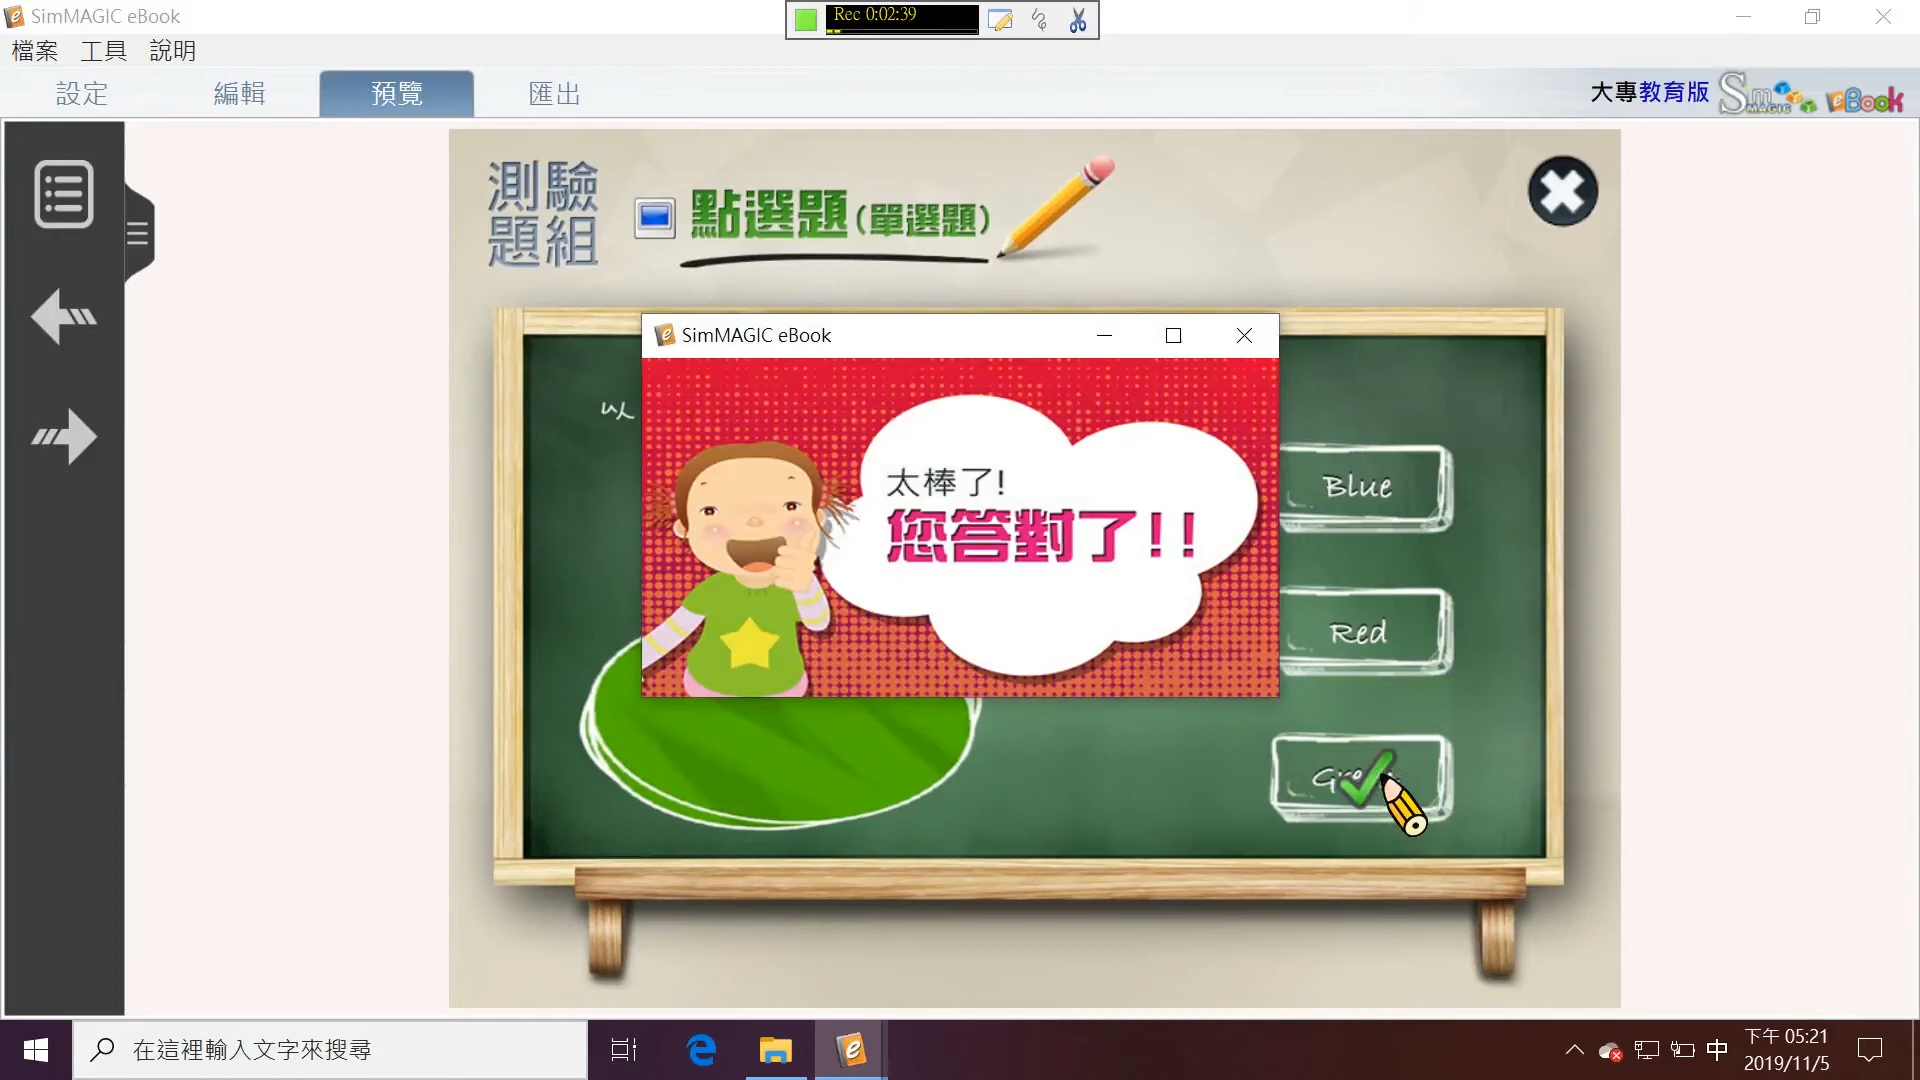 SimMAGIC eBook
Rec 0:02:39
檔案 工具 說明
設定 編輯 預覽 匯出
大專教育版 SimMAGIC eBook
測驗題組
點選題(單選題)
SimMAGIC eBook
以
太棒了!
您答對了!!
Blue
Red
在這裡輸入文字來搜尋
中
下午 05:21
2019/11/5